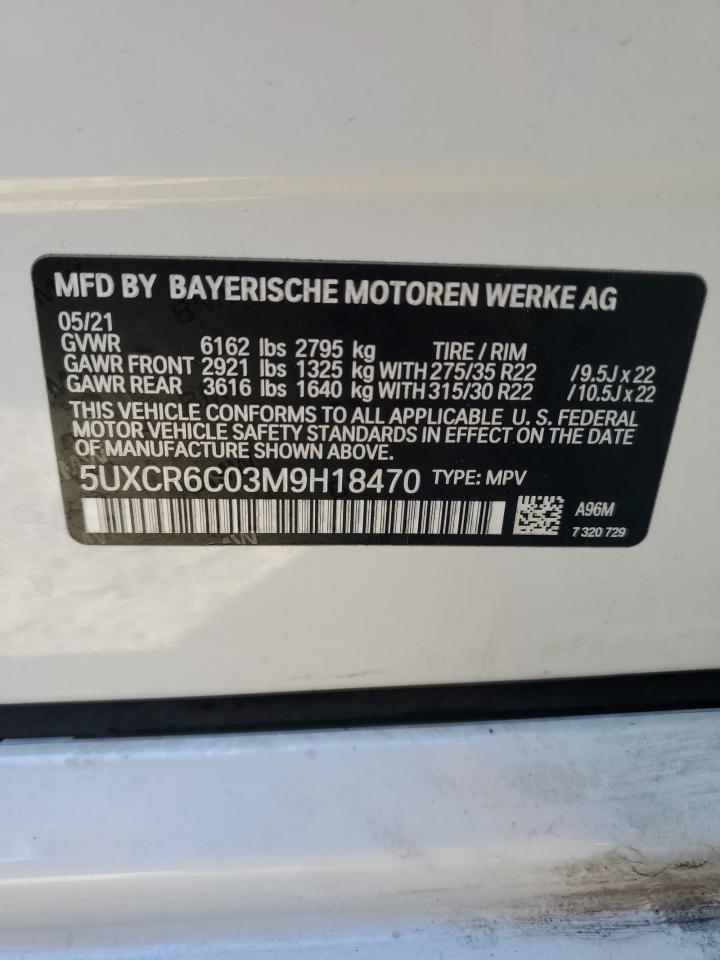 MFD BY BAYERISCHE MOTOREN WERKE AG
05/21
GVWR 6162 lbs 2795 kg TIRE / RIM
GAWR FRONT 2921 lbs 1325 kg WITH 275/35 R22 /9.5J x 22
GAWR REAR 3616 lbs 1640 kg WITH 315/30 R22 /10.5J x 22
THIS VEHICLE CONFORMS TO ALL APPLICABLE U. S. FEDERAL
MOTOR VEHICLE SAFETY STANDARDS IN EFFECT ON THE DATE
OF MANUFACTURE SHOWN ABOVE.
5UXCR6C03M9H18470 TYPE: MPV
A96M
7 320 729